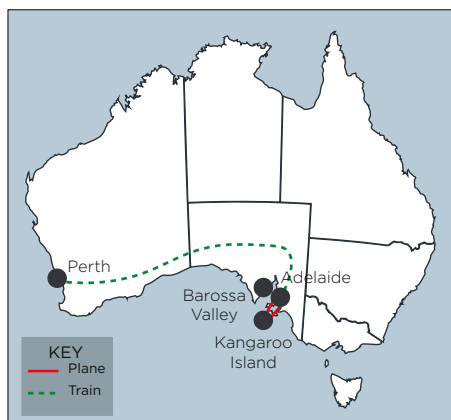 Perth
Adelaide
Barossa
Valley
Kangaroo
Island
KEY
Plane
Train